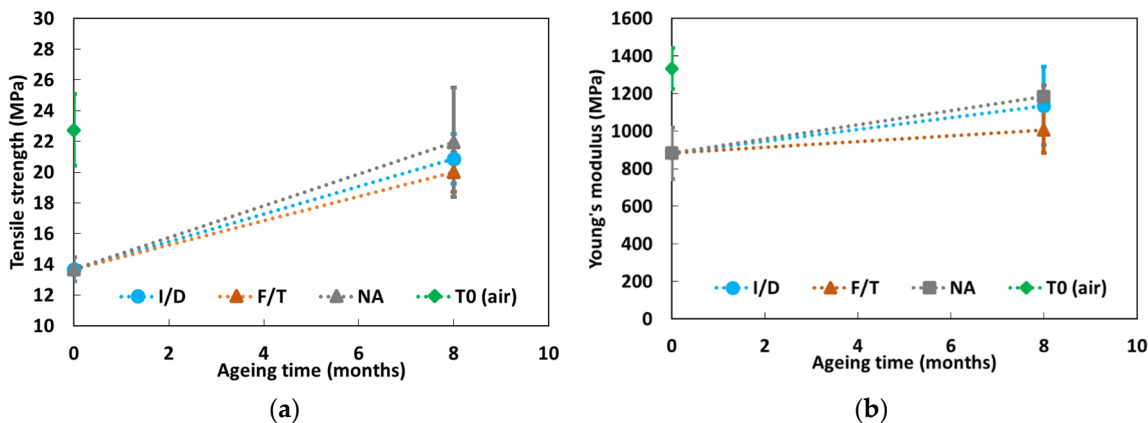 30
28
26
24
22
20
18
16
14
12
10
Tensile strength (MPa)
I/D F/T NA T0 (air)
0 2 4 6 8 10
Ageing time (months)
(a)
1600
1400
1200
1000
800
600
400
200
0
Young's modulus (MPa)
I/D F/T NA T0 (air)
0 2 4 6 8 10
Ageing time (months)
(b)